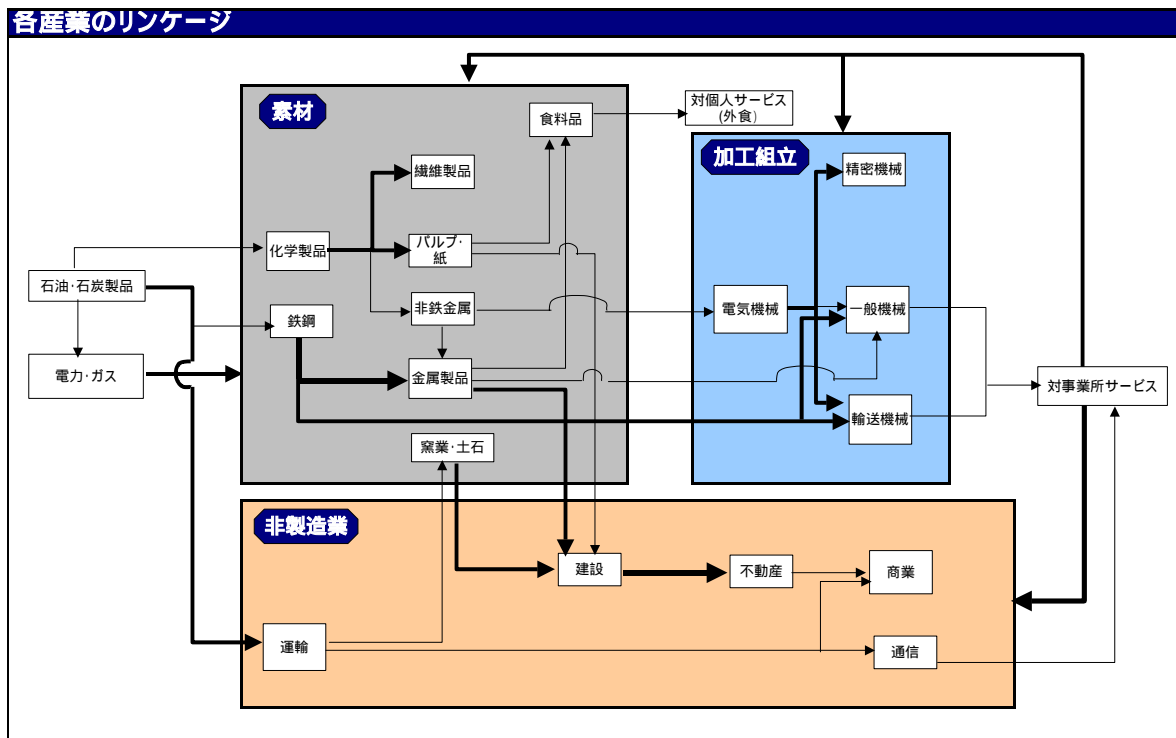 各産業のリンケージ
素材
食料品
対個人サービス
(外食)
加工組立
繊維製品
精密機械
化学製品
パルプ・
紙
石油・石炭製品
非鉄金属
電気機械
一般機械
鉄鋼
電力・ガス
金属製品
対事業所サービス
輸送機械
窯業・土石
非製造業
建設
不動産
商業
運輸
通信